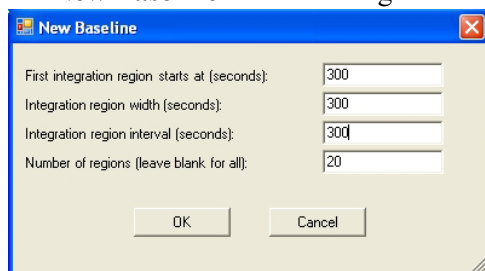 New Baseline
First integration region starts at (seconds): 300
Integration region width (seconds): 300
Integration region interval (seconds): 300
Number of regions (leave blank for all): 20
OK Cancel